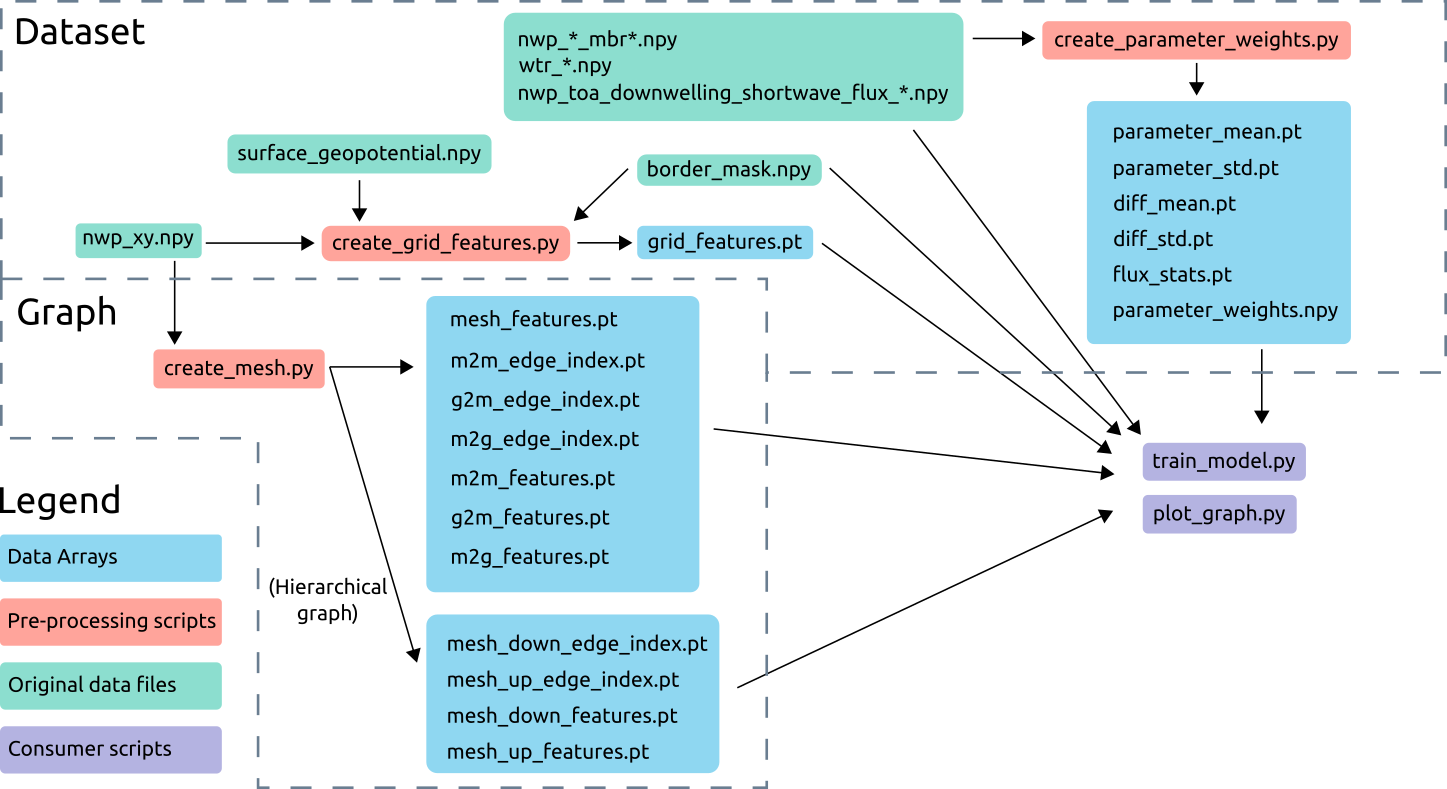 Dataset
nwp_*_mbr*.npy
wtr_*.npy
nwp_toa_downwelling_shortwave_flux_*.npy
create_parameter_weights.py
parameter_mean.pt
parameter_std.pt
diff_mean.pt
diff_std.pt
flux_stats.pt
parameter_weights.npy
surface_geopotential.npy
border_mask.npy
nwp_xy.npy
create_grid_features.py
grid_features.pt
Graph
create_mesh.py
mesh_features.pt
m2m_edge_index.pt
g2m_edge_index.pt
m2g_edge_index.pt
m2m_features.pt
g2m_features.pt
m2g_features.pt
(Hierarchical
graph)
mesh_down_edge_index.pt
mesh_up_edge_index.pt
mesh_down_features.pt
mesh_up_features.pt
train_model.py
plot_graph.py
Legend
Data Arrays
Pre-processing scripts
Original data files
Consumer scripts